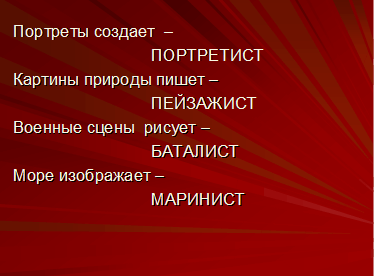 Портреты создает –
ПОРТРЕТИСТ
Картины природы пишет –
ПЕЙЗАЖИСТ
Военные сцены рисует –
БАТАЛИСТ
Море изображает –
МАРИНИСТ